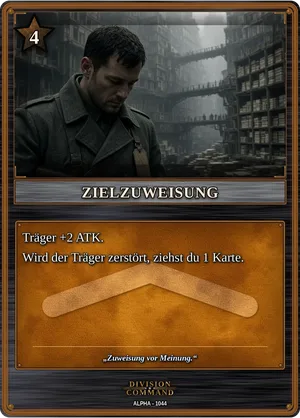 4
ZIELZUWEISUNG
Träger +2 ATK.
Wird der Träger zerstört, ziehst du 1 Karte.
„Zuweisung vor Meinung.“
DIVISION
COMMAND
ALPHA - 1044